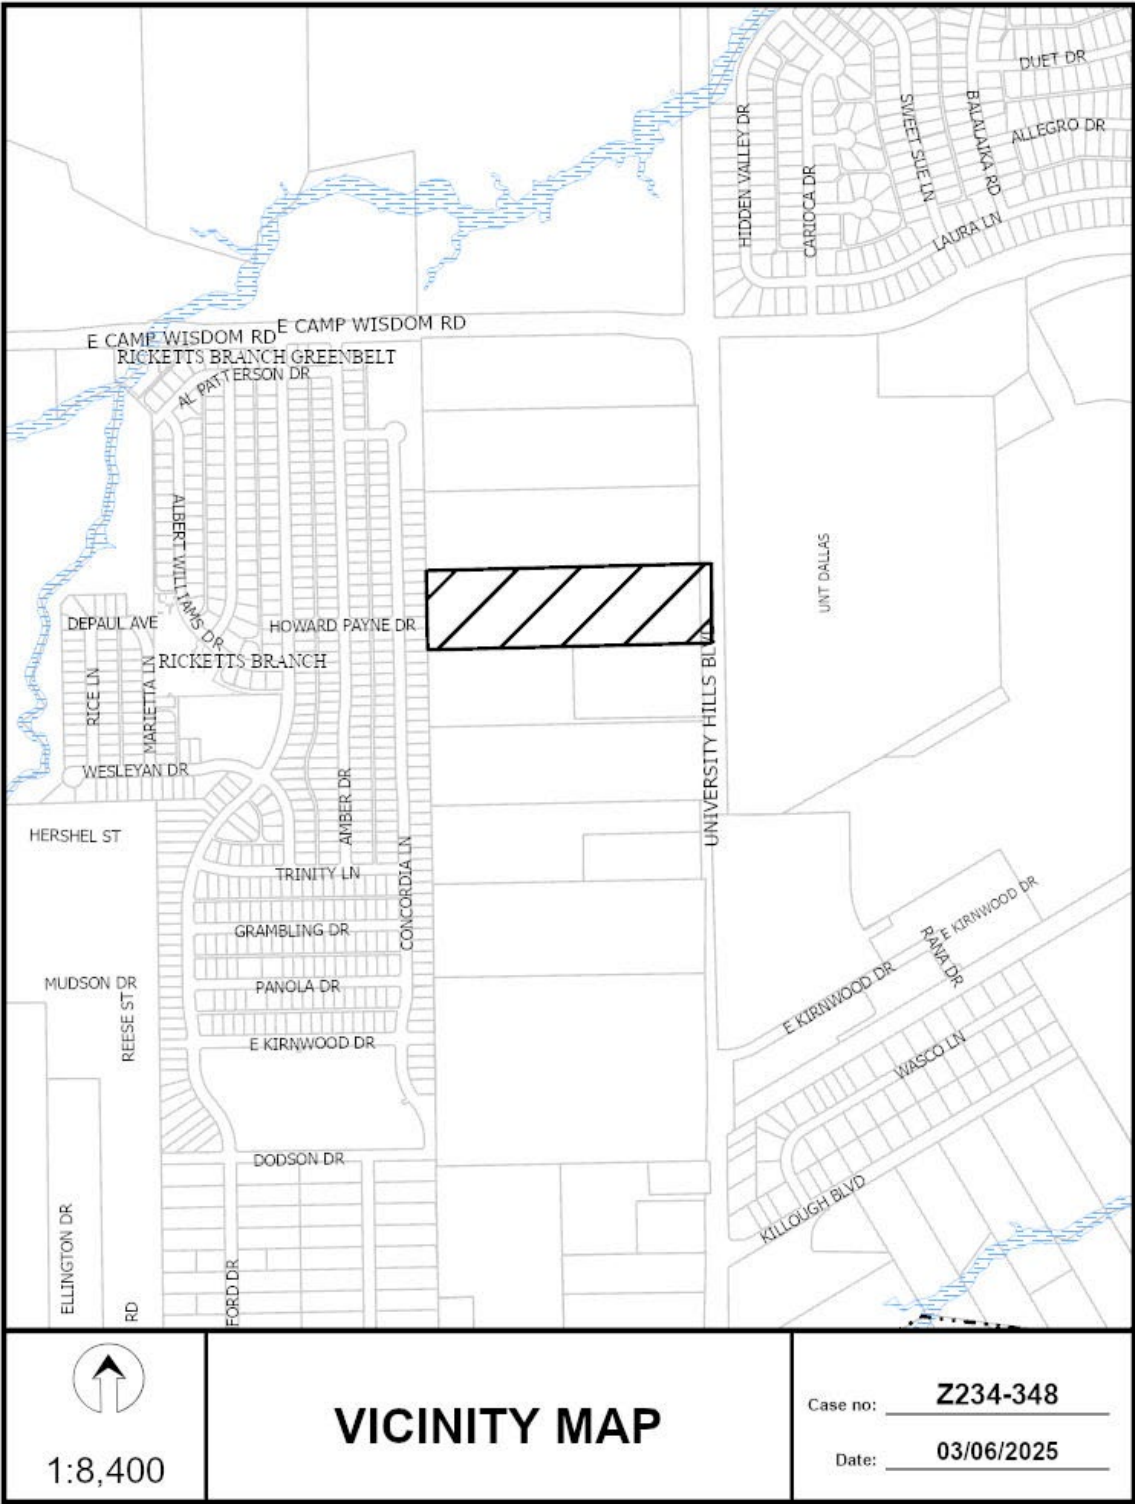 DUET DR
HIDDEN VALLEY DR
CARIOCA DR
SWEET SUE LN
BALALAIKA RD
ALLEGRO DR
LAURA LN
E CAMP WISDOM RD
E CAMP WISDOM RD
RICKETTS BRANCH GREENBELT
AL PATTERSON DR
ALBERT WILLIAMS DR
UNT DALLAS
DEPAUL AVE
HOWARD PAYNE DR
RICKETTS BRANCH
RICE LN
MARIETTA LN
UNIVERSITY HILLS BLVD
WESLEYAN DR
AMBER DR
HERSHEL ST
CONCORDIA LN
TRINITY LN
GRAMBLING DR
E KIRNWOOD DR
RANA DR
MUDSON DR
PANOLA DR
E KIRNWOOD DR
REESE ST
E KIRNWOOD DR
WASCO LN
DODSON DR
KILLOUGH BLVD
ELLINGTON DR
RD
FORD DR
1:8,400
VICINITY MAP
Case no: Z234-348
Date: 03/06/2025